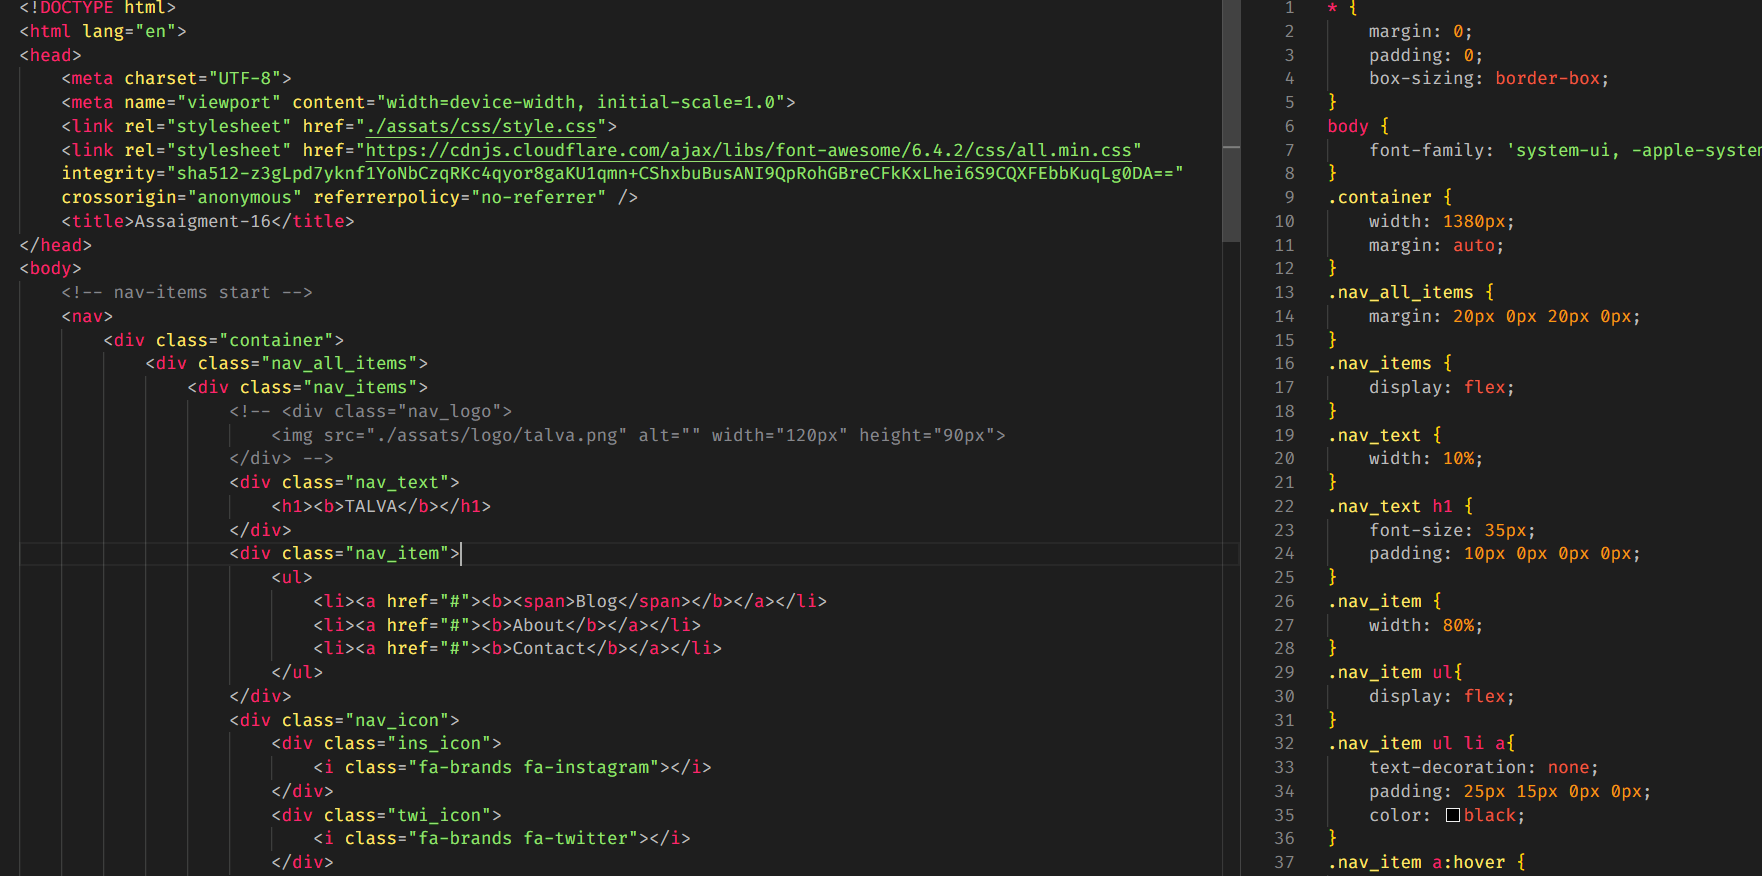 <!DOCTYPE html>
<html lang="en">
<head>
    <meta charset="UTF-8">
    <meta name="viewport" content="width=device-width, initial-scale=1.0">
    <link rel="stylesheet" href="./assats/css/style.css">
    <link rel="stylesheet" href="https://cdnjs.cloudflare.com/ajax/libs/font-awesome/6.4.2/css/all.min.css"
    integrity="sha512-z3gLpd7yknf1YoNbCzqRKc4qyor8gaKU1qmn+CShxbuBusANI9QpRohGBreCFkKxLhei6S9CQXFEbbKuqLg0DA=="
    crossorigin="anonymous" referrerpolicy="no-referrer" />
    <title>Assaigment-16</title>
</head>
<body>
    <!-- nav-items start -->
    <nav>
        <div class="container">
            <div class="nav_all_items">
                <div class="nav_items">
                    <!-- <div class="nav_logo">
                        <img src="./assats/logo/talva.png" alt="" width="120px" height="90px">
                    </div> -->
                    <div class="nav_text">
                        <h1><b>TALVA</b></h1>
                    </div>
                    <div class="nav_item">
                        <ul>
                            <li><a href="#"><b><span>Blog</span></b></a></li>
                            <li><a href="#"><b>About</b></a></li>
                            <li><a href="#"><b>Contact</b></a></li>
                        </ul>
                    </div>
                    <div class="nav_icon">
                        <div class="ins_icon">
                            <i class="fa-brands fa-instagram"></i>
                        </div>
                        <div class="twi_icon">
                            <i class="fa-brands fa-twitter"></i>
                        </div>
1 * {
2     margin: 0;
3     padding: 0;
4     box-sizing: border-box;
5 }
6 body {
7     font-family: 'system-ui, -apple-system
8 }
9 .container {
10     width: 1380px;
11     margin: auto;
12 }
13 .nav_all_items {
14     margin: 20px 0px 20px 0px;
15 }
16 .nav_items {
17     display: flex;
18 }
19 .nav_text {
20     width: 10%;
21 }
22 .nav_text h1 {
23     font-size: 35px;
24     padding: 10px 0px 0px 0px;
25 }
26 .nav_item {
27     width: 80%;
28 }
29 .nav_item ul{
30     display: flex;
31 }
32 .nav_item ul li a{
33     text-decoration: none;
34     padding: 25px 15px 0px 0px;
35     color: black;
36 }
37 .nav_item a:hover {